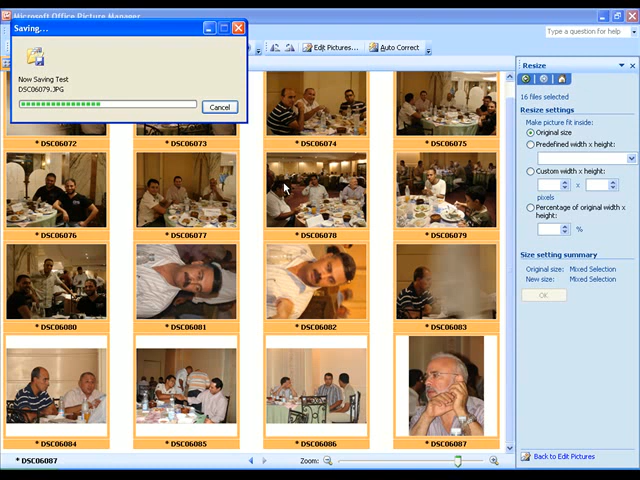 Microsoft Office Picture Manager
Saving...
Now Saving Test
DSC06079.JPG
Cancel
Type a question for help
Edit Pictures...
Auto Correct
* DSC06072
* DSC06073
* DSC06074
* DSC06075
* DSC06076
* DSC06077
* DSC06078
* DSC06079
* DSC06080
* DSC06081
* DSC06082
* DSC06083
* DSC06084
* DSC06085
* DSC06086
* DSC06087
Resize
16 files selected
Resize settings
Make picture fit inside:
Original size
Predefined width x height:
Custom width x height:
x
pixels
Percentage of original width x
height:
%
Size setting summary
Original size: Mixed Selection
New size: Mixed Selection
OK
Back to Edit Pictures
* DSC06087
Zoom: